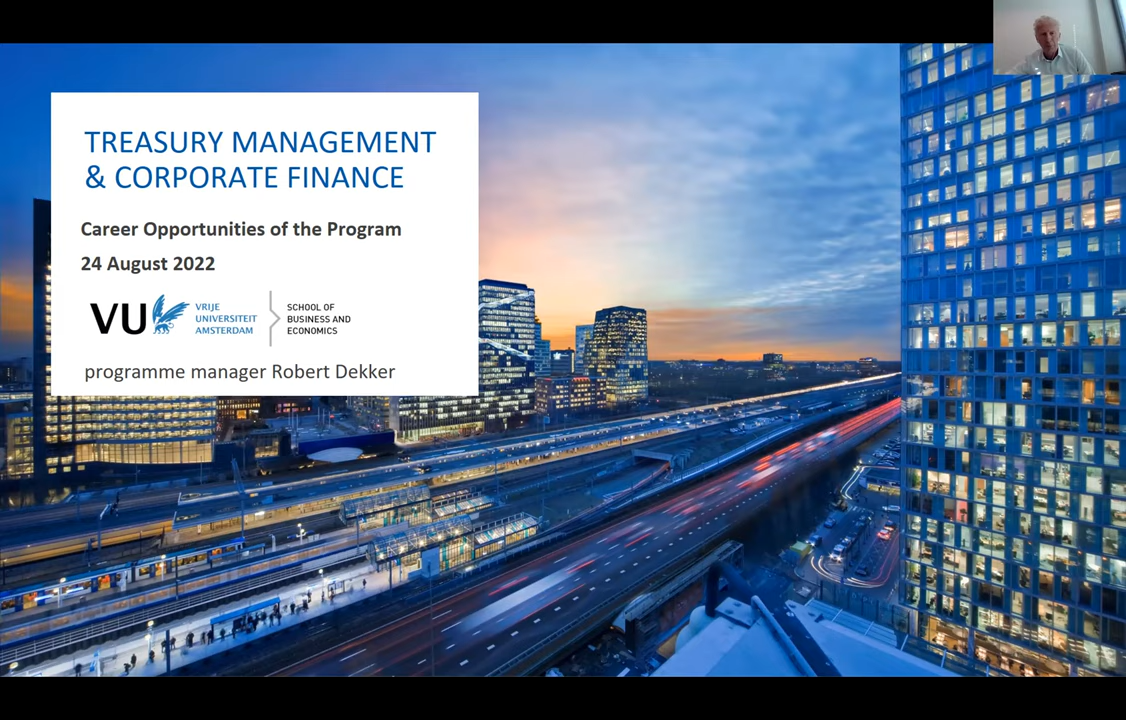 TREASURY MANAGEMENT
& CORPORATE FINANCE
Career Opportunities of the Program
24 August 2022
VU
VRIJE
UNIVERSITEIT
AMSTERDAM
SCHOOL OF
BUSINESS AND
ECONOMICS
programme manager Robert Dekker